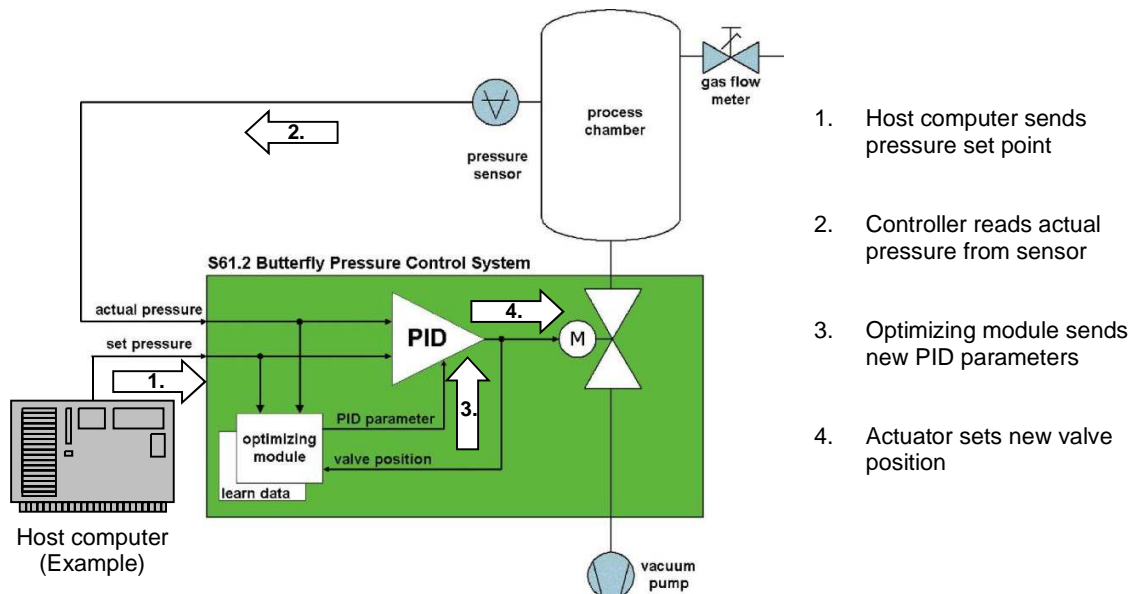 gas flow
meter
process
chamber
2.
pressure
sensor
S61.2 Butterfly Pressure Control System
actual pressure
set pressure
1.
PID
4.
M
3.
PID parameter
optimizing
module
valve position
learn data
Host computer
(Example)
vacuum
pump
1. Host computer sends
pressure set point
2. Controller reads actual
pressure from sensor
3. Optimizing module sends
new PID parameters
4. Actuator sets new valve
position